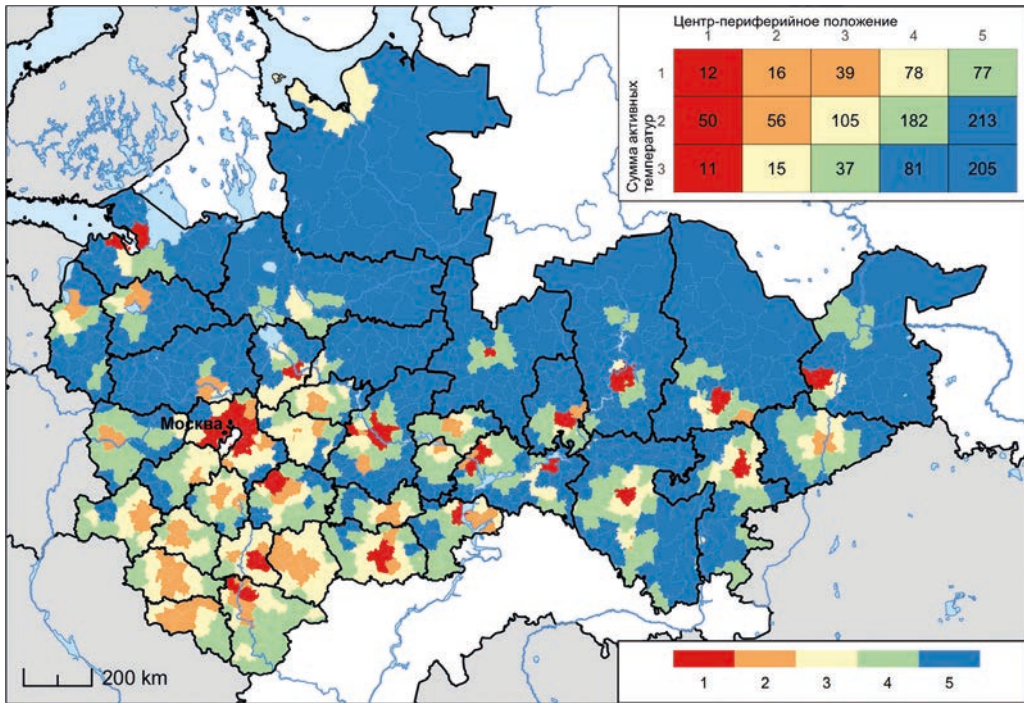 Центр-периферийное положение
1 2 3 4 5
Сумма активных
температур
1 12 16 39 78 77
2 50 56 105 182 213
3 11 15 37 81 205
Москва
200 km
1 2 3 4 5